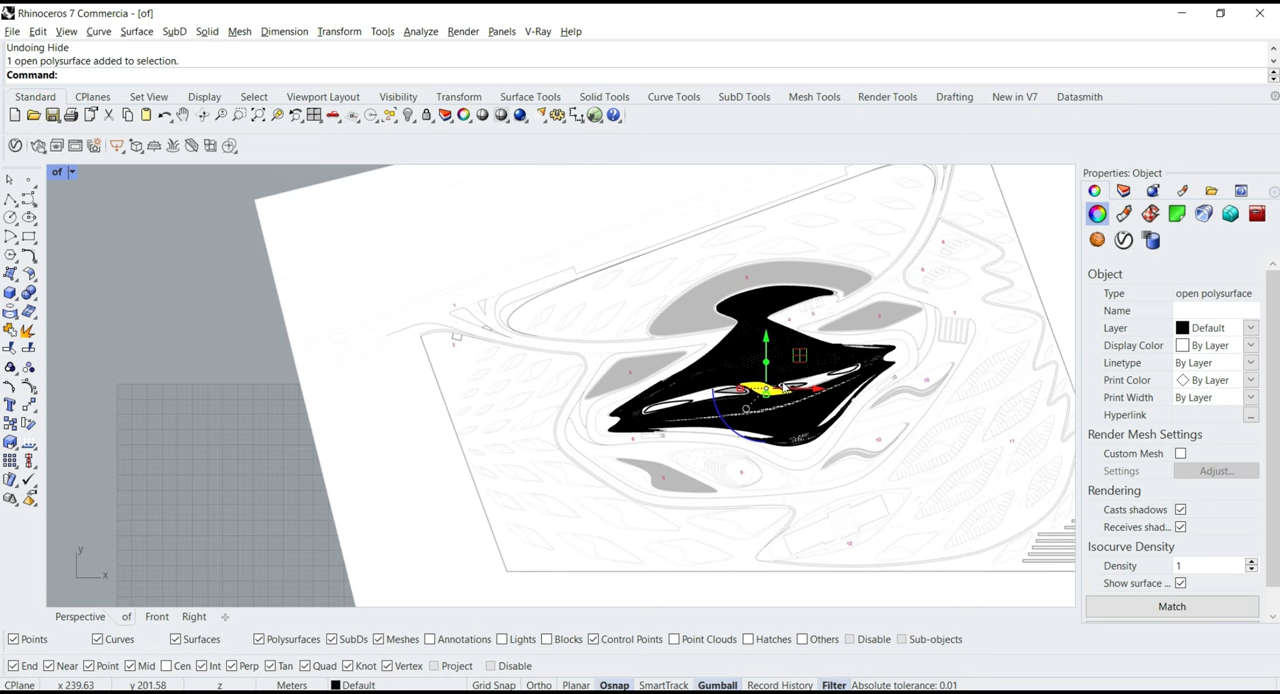 Rhinoceros 7 Commercia - [of]
File Edit View Curve Surface SubD Solid Mesh Dimension Transform Tools Analyze Render Panels V-Ray Help
Undoing Hide
1 open polysurface added to selection.
Command:
Standard CPlanes Set View Display Select Viewport Layout Visibility Transform Surface Tools Solid Tools Curve Tools SubD Tools Mesh Tools Render Tools Drafting New in V7 Datasmith
of
Properties: Object
Object
Type open polysurface
Name
Layer Default
Display Color By Layer
Linetype By Layer
Print Color By Layer
Print Width By Layer
Hyperlink ...
Render Mesh Settings
Custom Mesh
Settings Adjust...
Rendering
Casts shadows
Receives shad...
Isocurve Density
Density 1
Show surface ...
Match
y
x
Perspective of Front Right
Points Curves Surfaces Polysurfaces SubDs Meshes Annotations Lights Blocks Control Points Point Clouds Hatches Others Disable Sub-objects
End Near Point Mid Cen Int Perp Tan Quad Knot Vertex Project Disable
CPlane x 239.63 y 201.58 z Meters Default Grid Snap Ortho Planar Osnap SmartTrack Gumball Record History Filter Absolute tolerance: 0.01